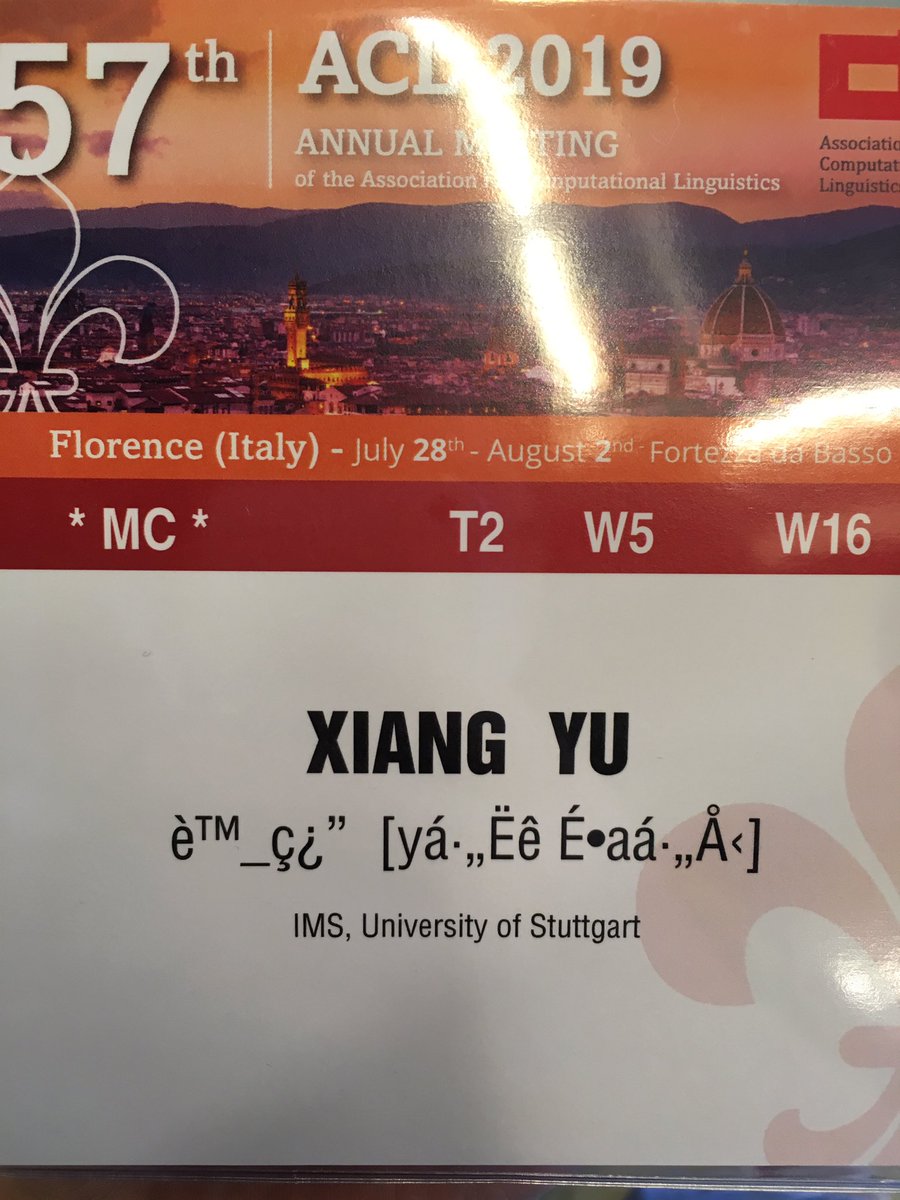 57th
ACL 2019
ANNUAL MEETING
of the Association for Computational Linguistics
Associatio
Computat
Linguistics
Florence (Italy) - July 28th - August 2nd - Fortezza da Basso
* MC * T2 W5 W16
XIANG YU
è™_ç¿” [yá·„Ëê É•aá·„Å‹]
IMS, University of Stuttgart